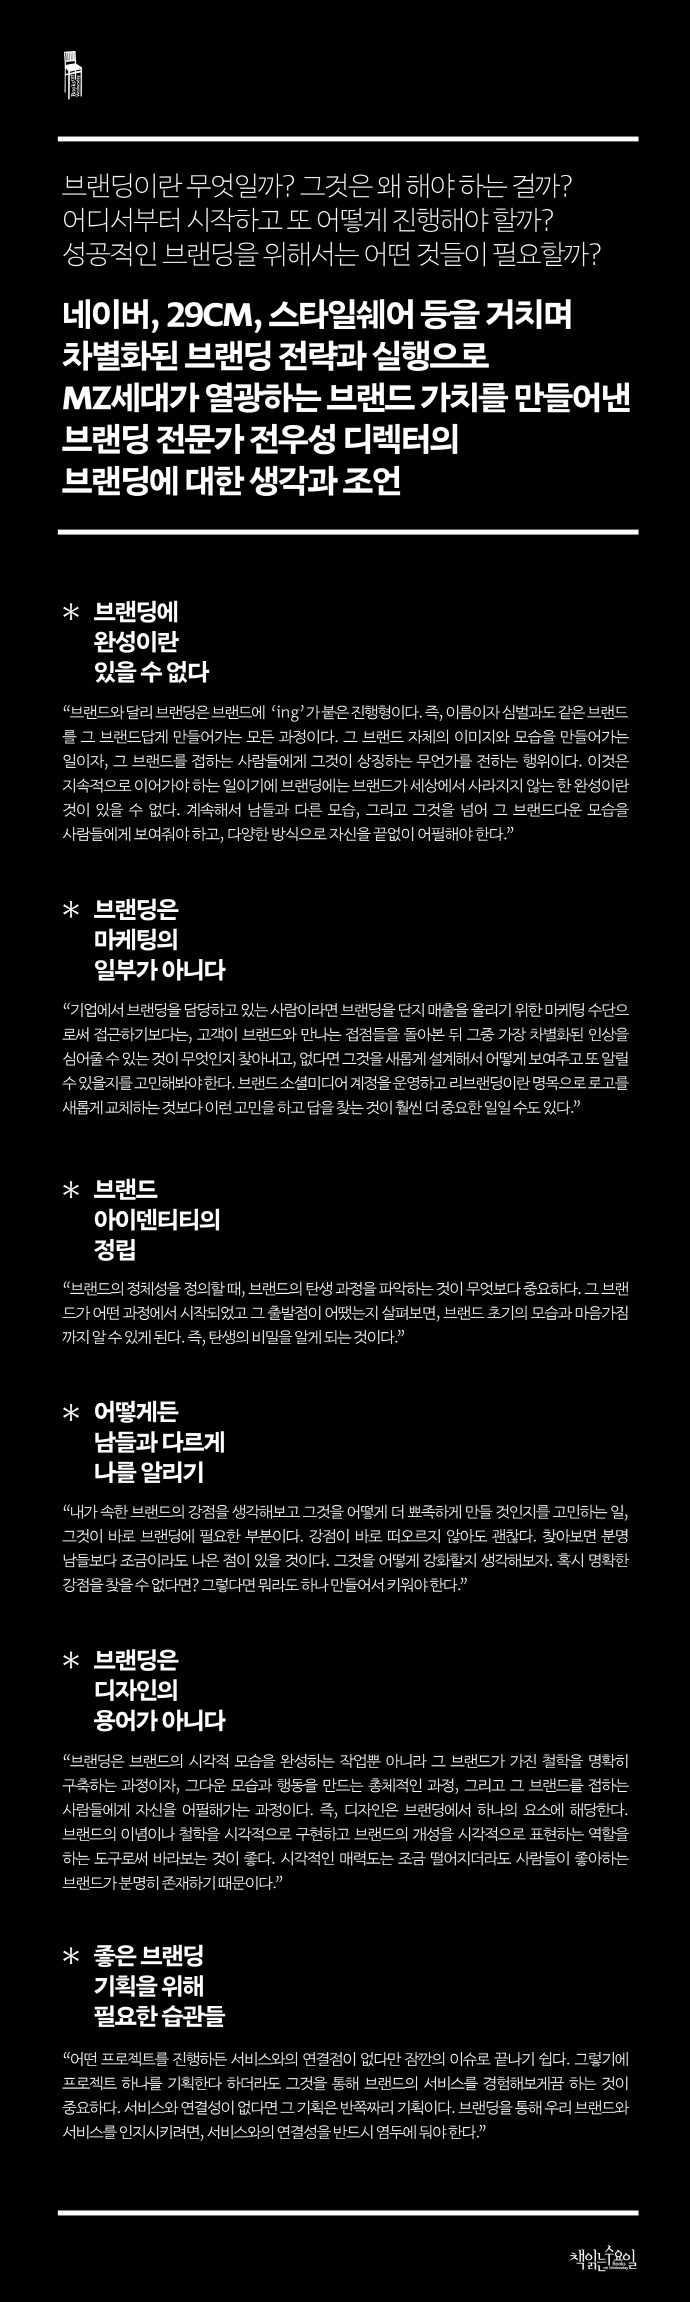 브랜딩이란 무엇일까? 그것은 왜 해야 하는 걸까?
어디서부터 시작하고 또 어떻게 진행해야 할까?
성공적인 브랜딩을 위해서는 어떤 것들이 필요할까?
네이버, 29CM, 스타일쉐어 등을 거치며
차별화된 브랜딩 전략과 실행으로
MZ세대가 열광하는 브랜드 가치를 만들어낸
브랜딩 전문가 전우성 디렉터의
브랜딩에 대한 생각과 조언
* 브랜딩에
완성이란
있을 수 없다
“브랜드와 달리 브랜딩은 브랜드에 ‘ing’가 붙은 진행형이다. 즉, 이름이자 심벌과도 같은 브랜드
를 그 브랜드답게 만들어가는 모든 과정이다. 그 브랜드 자체의 이미지와 모습을 만들어가는
일이자, 그 브랜드를 접하는 사람들에게 그것이 상징하는 무언가를 전하는 행위이다. 이것은
지속적으로 이어가야 하는 일이기에 브랜딩에는 브랜드가 세상에서 사라지지 않는 한 완성이란
것이 있을 수 없다. 계속해서 남들과 다른 모습, 그리고 그것을 넘어 그 브랜드다운 모습을
사람들에게 보여줘야 하고, 다양한 방식으로 자신을 끝없이 어필해야 한다.”
* 브랜딩은
마케팅의
일부가 아니다
“기업에서 브랜딩을 담당하고 있는 사람이라면 브랜딩을 단지 매출을 올리기 위한 마케팅 수단으
로써 접근하기보다는, 고객이 브랜드와 만나는 접점들을 돌아본 뒤 그중 가장 차별화된 인상을
심어줄 수 있는 것이 무엇인지 찾아내고, 없다면 그것을 새롭게 설계해서 어떻게 보여주고 또 알릴
수 있을지를 고민해봐야 한다. 브랜드 소셜미디어 계정을 운영하고 리브랜딩이란 명목으로 로고를
새롭게 교체하는 것보다 이런 고민을 하고 답을 찾는 것이 훨씬 더 중요한 일일 수도 있다.”
* 브랜드
아이덴티티의
정립
“브랜드의 정체성을 정의할 때, 브랜드의 탄생 과정을 파악하는 것이 무엇보다 중요하다. 그 브랜
드가 어떤 과정에서 시작되었고 그 출발점이 어땠는지 살펴보면, 브랜드 초기의 모습과 마음가짐
까지 알 수 있게 된다. 즉, 탄생의 비밀을 알게 되는 것이다.”
* 어떻게든
남들과 다르게
나를 알리기
“내가 속한 브랜드의 강점을 생각해보고 그것을 어떻게 더 뾰족하게 만들 것인지를 고민하는 일,
그것이 바로 브랜딩에 필요한 부분이다. 강점이 바로 떠오르지 않아도 괜찮다. 찾아보면 분명
남들보다 조금이라도 나은 점이 있을 것이다. 그것을 어떻게 강화할지 생각해보자. 혹시 명확한
강점을 찾을 수 없다면? 그렇다면 뭐라도 하나 만들어서 키워야 한다.”
* 브랜딩은
디자인의
용어가 아니다
“브랜딩은 브랜드의 시각적 모습을 완성하는 작업뿐 아니라 그 브랜드가 가진 철학을 명확히
구축하는 과정이자, 그다운 모습과 행동을 만드는 총체적인 과정, 그리고 그 브랜드를 접하는
사람들에게 자신을 어필해가는 과정이다. 즉, 디자인은 브랜딩에서 하나의 요소에 해당한다.
브랜드의 이념이나 철학을 시각적으로 구현하고 브랜드의 개성을 시각적으로 표현하는 역할을
하는 도구로써 바라보는 것이 좋다. 시각적인 매력도는 조금 떨어지더라도 사람들이 좋아하는
브랜드가 분명히 존재하기 때문이다.”
* 좋은 브랜딩
기획을 위해
필요한 습관들
“어떤 프로젝트를 진행하든 서비스와의 연결점이 없다만 잠깐의 이슈로 끝나기 쉽다. 그렇기에
프로젝트 하나를 기획한다 하더라도 그것을 통해 브랜드의 서비스를 경험해보게끔 하는 것이
중요하다. 서비스와 연결성이 없다면 그 기획은 반쪽짜리 기획이다. 브랜딩을 통해 우리 브랜드와
서비스를 인지시키려면, 서비스와의 연결성을 반드시 염두에 둬야 한다.”
책읽는수요일
Books
on Wednesday